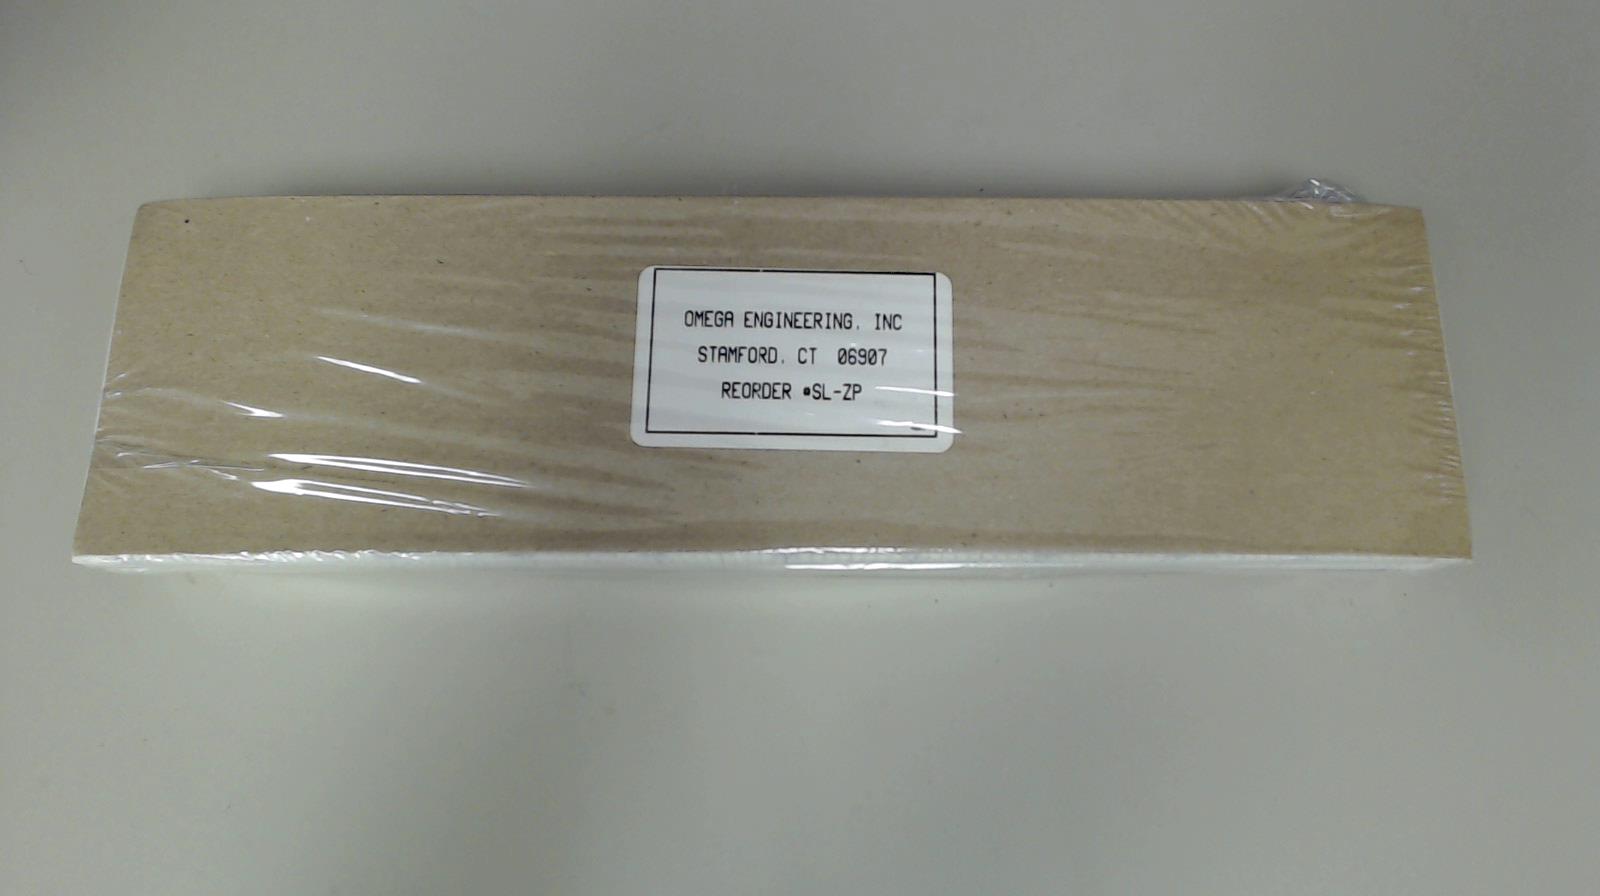 OMEGA ENGINEERING, INC
STAMFORD, CT 06907
REORDER #SL-ZP